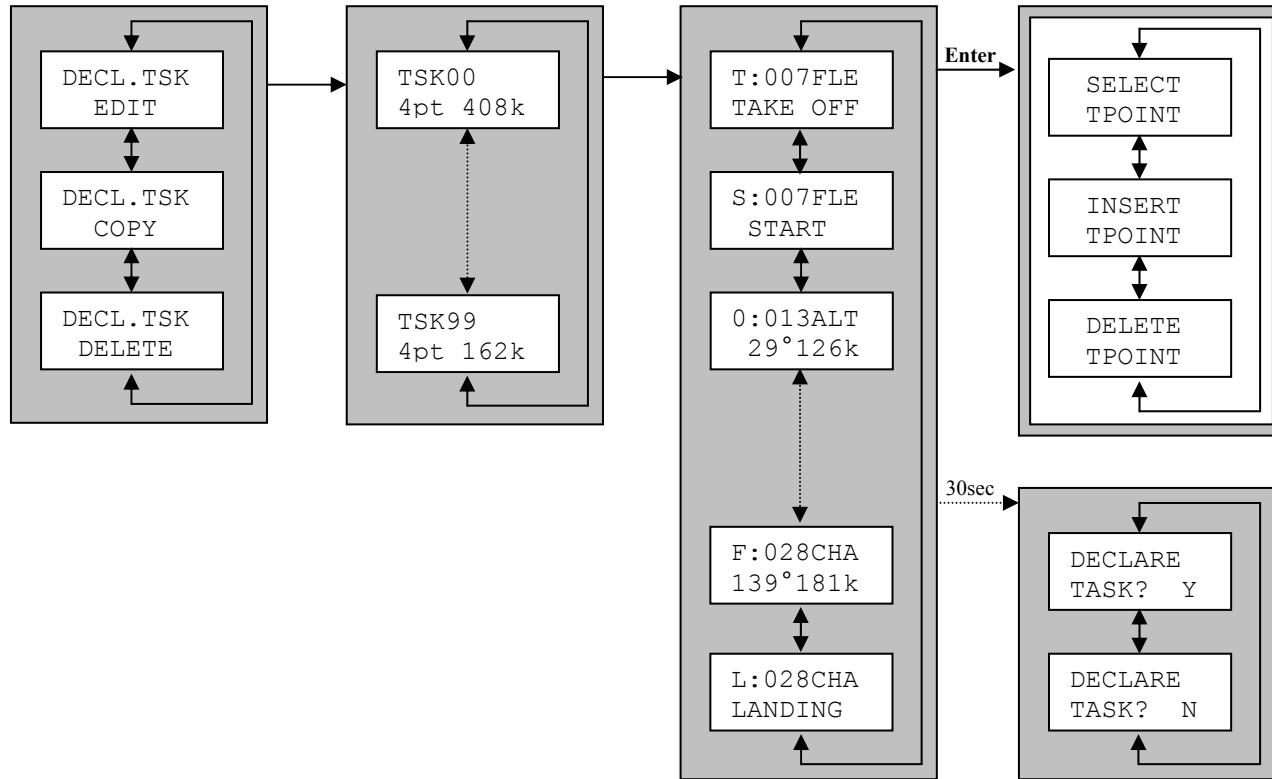 DECL.TSK
EDIT
DECL.TSK
COPY
DECL.TSK
DELETE
TSK00
4pt 408k
TSK99
4pt 162k
T:007FLE
TAKE OFF
S:007FLE
START
0:013ALT
29°126k
F:028CHA
139°181k
L:028CHA
LANDING
Enter
SELECT
TPOINT
INSERT
TPOINT
DELETE
TPOINT
30sec
DECLARE
TASK? Y
DECLARE
TASK? N